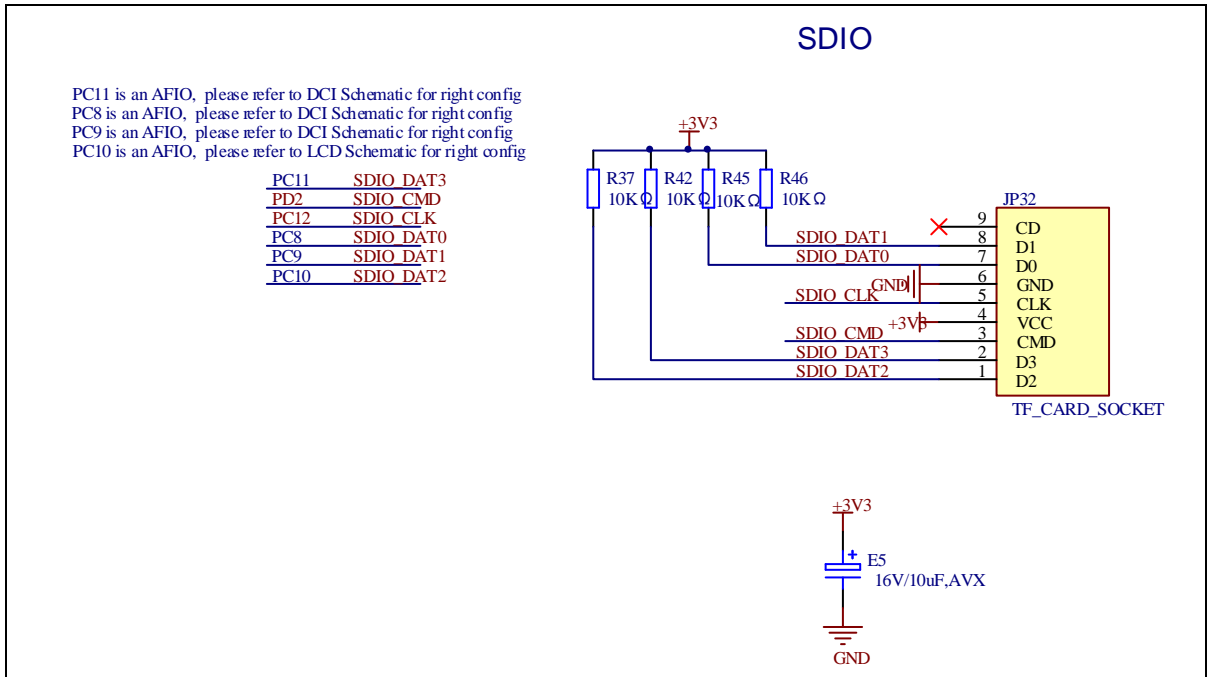 SDIO
PC11 is an AFIO, please refer to DCI Schematic for right config
PC8 is an AFIO, please refer to DCI Schematic for right config
PC9 is an AFIO, please refer to DCI Schematic for right config
PC10 is an AFIO, please refer to LCD Schematic for right config
PC11 SDIO_DAT3
PD2 SDIO_CMD
PC12 SDIO_CLK
PC8 SDIO_DAT0
PC9 SDIO_DAT1
PC10 SDIO_DAT2
+3V3
R37 R42 R45 R46
10KΩ 10KΩ 10KΩ 10KΩ
JP32
9 CD
SDIO_DAT1 8 D1
SDIO_DAT0 7 D0
GND 6 GND
SDIO_CLK 5 CLK
+3V3 4 VCC
SDIO_CMD 3 CMD
SDIO_DAT3 2 D3
SDIO_DAT2 1 D2
TF_CARD_SOCKET
+3V3
+ E5
16V/10uF,AVX
GND